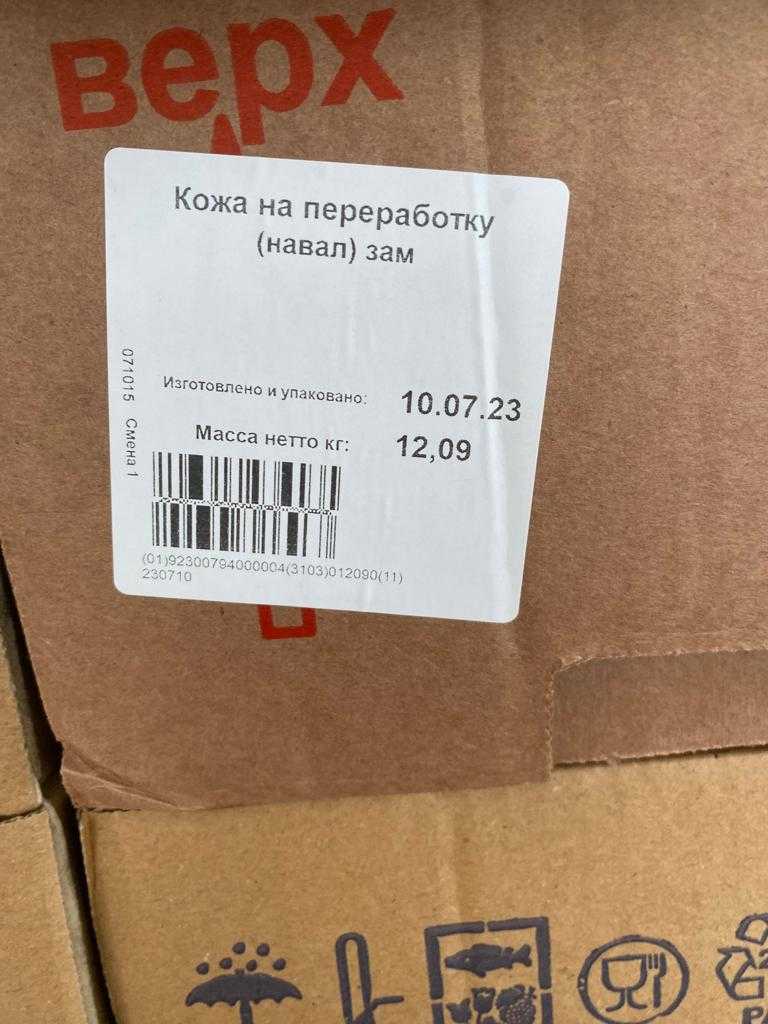 верх
Кожа на переработку
(навал) зам
Изготовлено и упаковано: 10.07.23
Масса нетто кг: 12,09
071015 Смена 1
(01)92300794000004(3103)012090(11)
230710